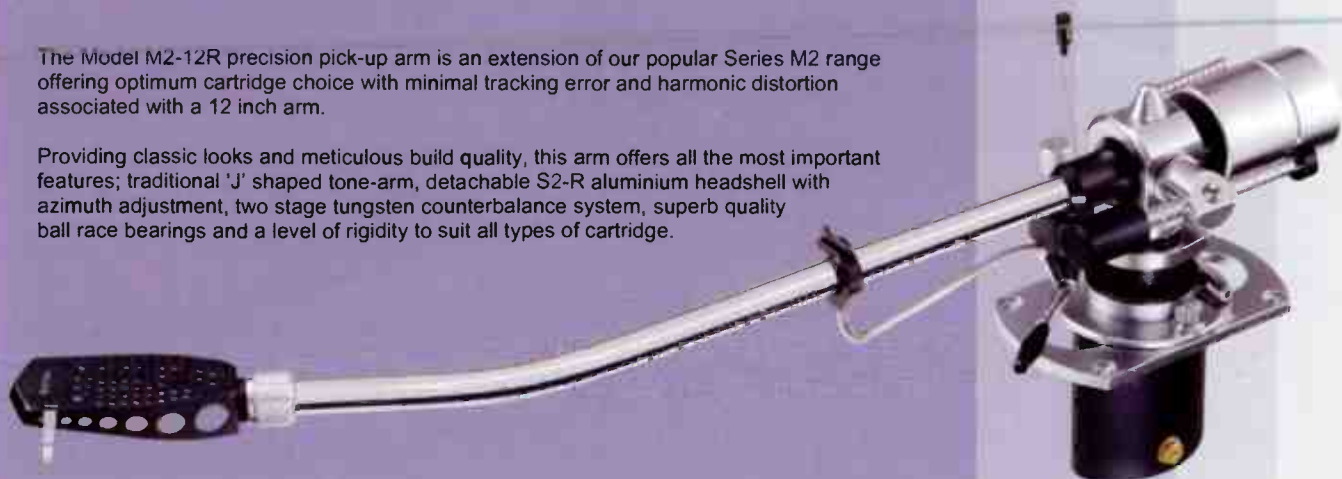 The Model M2-12R precision pick-up arm is an extension of our popular Series M2 range
offering optimum cartridge choice with minimal tracking error and harmonic distortion
associated with a 12 inch arm.
Providing classic looks and meticulous build quality, this arm offers all the most important
features; traditional 'J' shaped tone-arm, detachable S2-R aluminium headshell with
azimuth adjustment, two stage tungsten counterbalance system, superb quality
ball race bearings and a level of rigidity to suit all types of cartridge.